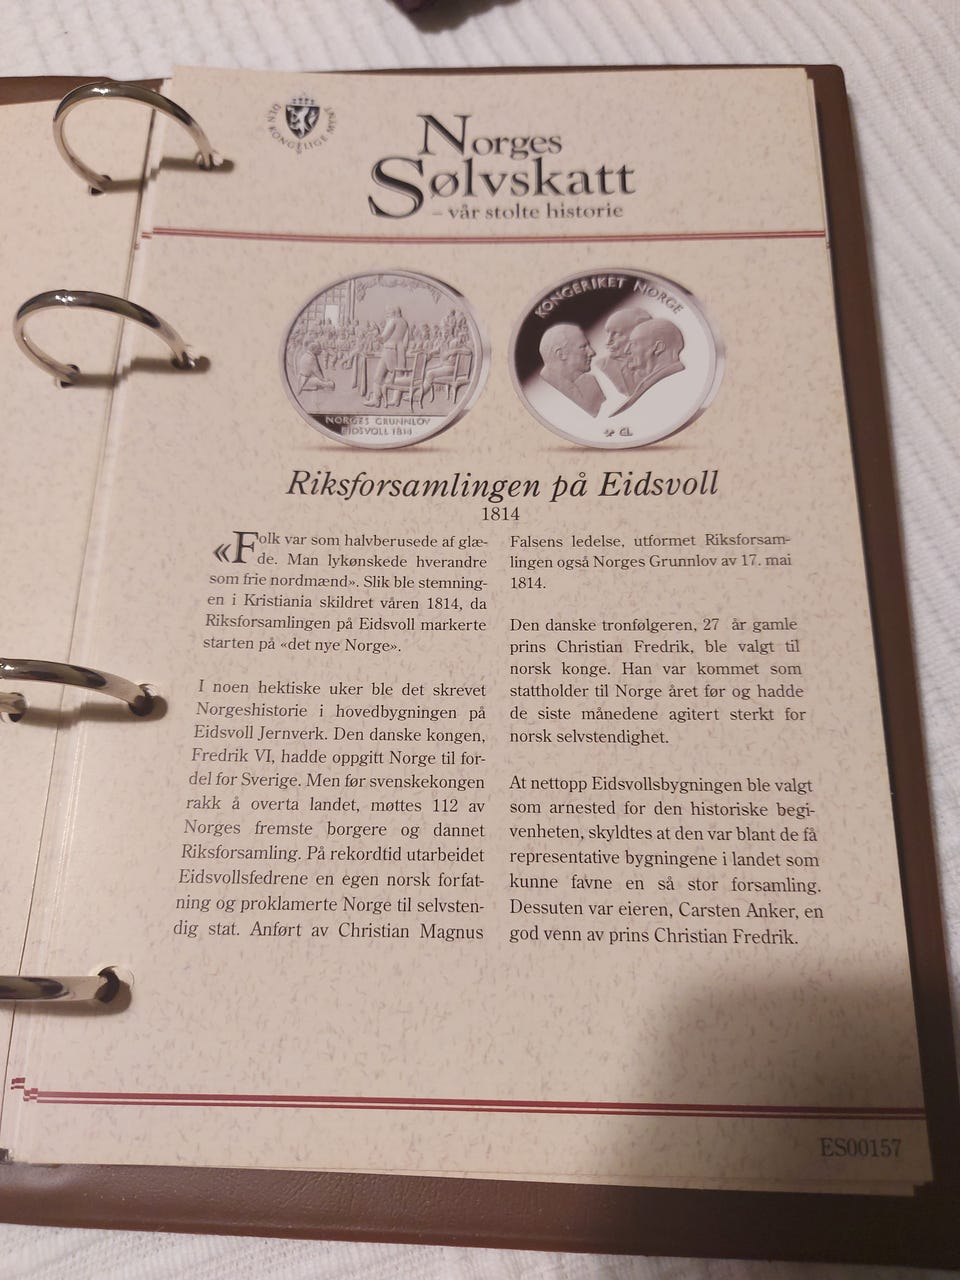 DEN KONGELIGE MYNT
Norges
Sølvskatt
– vår stolte historie
NORGES GRUNNLOV
EIDSVOLL 1814
KONGERIKET NORGE
GL
Riksforsamlingen på Eidsvoll
1814
«Folk var som halvberusede af glæ-
de. Man lykønskede hverandre
som frie nordmænd». Slik ble stemning-
en i Kristiania skildret våren 1814, da
Riksforsamlingen på Eidsvoll markerte
starten på «det nye Norge».
I noen hektiske uker ble det skrevet
Norgeshistorie i hovedbygningen på
Eidsvoll Jernverk. Den danske kongen,
Fredrik VI, hadde oppgitt Norge til for-
del for Sverige. Men før svenskekongen
rakk å overta landet, møttes 112 av
Norges fremste borgere og dannet
Riksforsamling. På rekordtid utarbeidet
Eidsvollsfedrene en egen norsk forfat-
ning og proklamerte Norge til selvsten-
dig stat. Anført av Christian Magnus
Falsens ledelse, utformet Riksforsam-
lingen også Norges Grunnlov av 17. mai
1814.
Den danske tronfølgeren, 27 år gamle
prins Christian Fredrik, ble valgt til
norsk konge. Han var kommet som
stattholder til Norge året før og hadde
de siste månedene agitert sterkt for
norsk selvstendighet.
At nettopp Eidsvollsbygningen ble valgt
som arnested for den historiske begi-
venheten, skyldtes at den var blant de få
representative bygningene i landet som
kunne favne en så stor forsamling.
Dessuten var eieren, Carsten Anker, en
god venn av prins Christian Fredrik.
ES00157